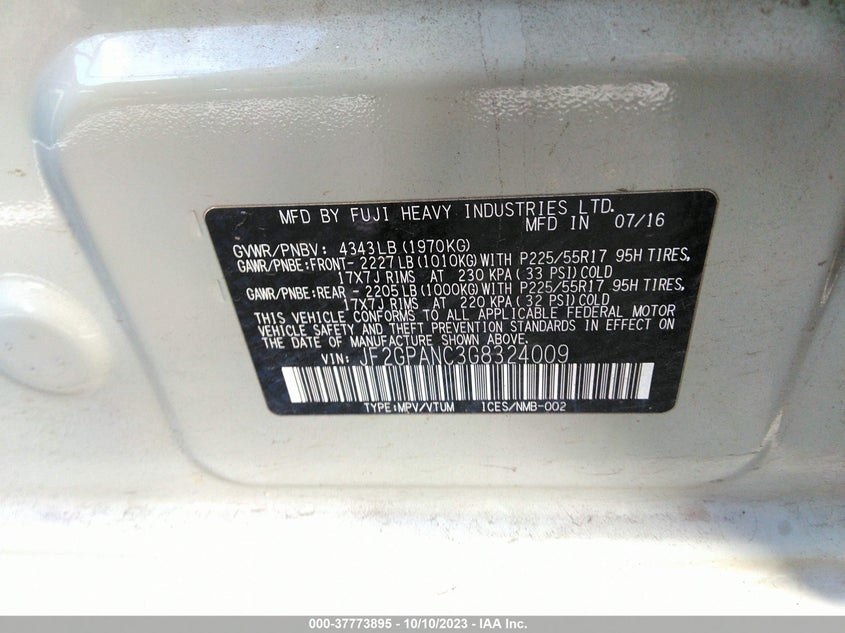 MFD BY FUJI HEAVY INDUSTRIES LTD.
MFD IN 07/16
GVWR/PNBV: 4343LB(1970KG)
GAWR/PNBE:FRONT- 2227LB(1010KG)WITH P225/55R17 95H TIRES,
17X7J RIMS AT 230 KPA(33 PSI)COLD
GAWR/PNBE:REAR - 2205LB(1000KG)WITH P225/55R17 95H TIRES,
17X7J RIMS AT 220 KPA(32 PSI)COLD
THIS VEHICLE CONFORMS TO ALL APPLICABLE FEDERAL MOTOR
VEHICLE SAFETY AND THEFT PREVENTION STANDARDS IN EFFECT ON
THE DATE OF MANUFACTURE SHOWN ABOVE.
VIN: JF2GPANC3G8324009
TYPE:MPV/VTUM ICES/NMB-002
000-37773895 - 10/10/2023 - IAA Inc.